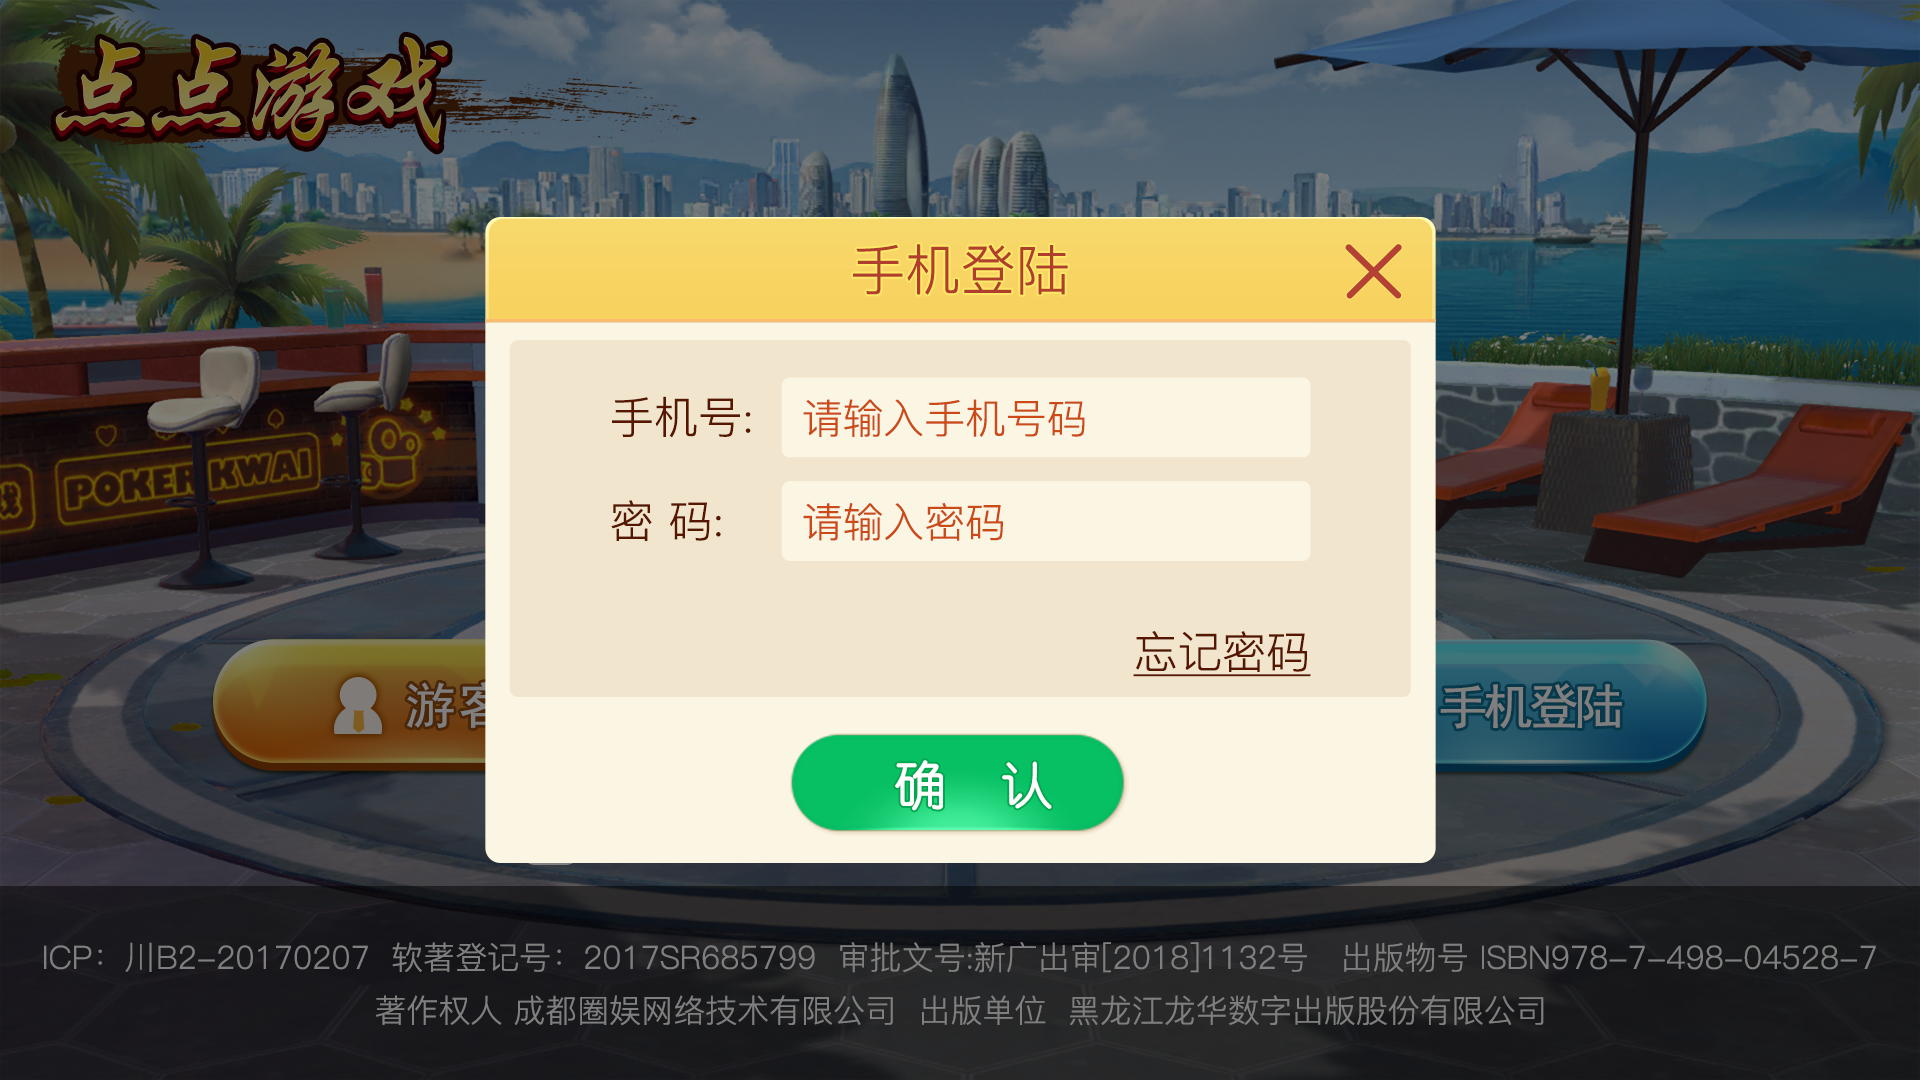 点点游戏
手机登陆
手机号: 请输入手机号码
密 码: 请输入密码
忘记密码
POKER KWAI
戏
游客
手机登陆
确 认
ICP：川B2-20170207 软著登记号：2017SR685799 审批文号:新广出审[2018]1132号 出版物号 ISBN978-7-498-04528-7
著作权人 成都圈娱网络技术有限公司 出版单位 黑龙江龙华数字出版股份有限公司